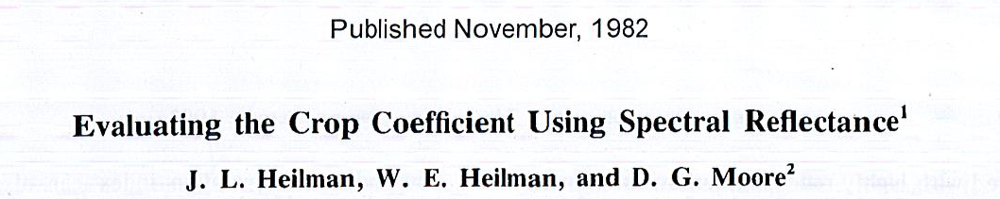 Published November, 1982
Evaluating the Crop Coefficient Using Spectral Reflectance¹
J. L. Heilman, W. E. Heilman, and D. G. Moore²